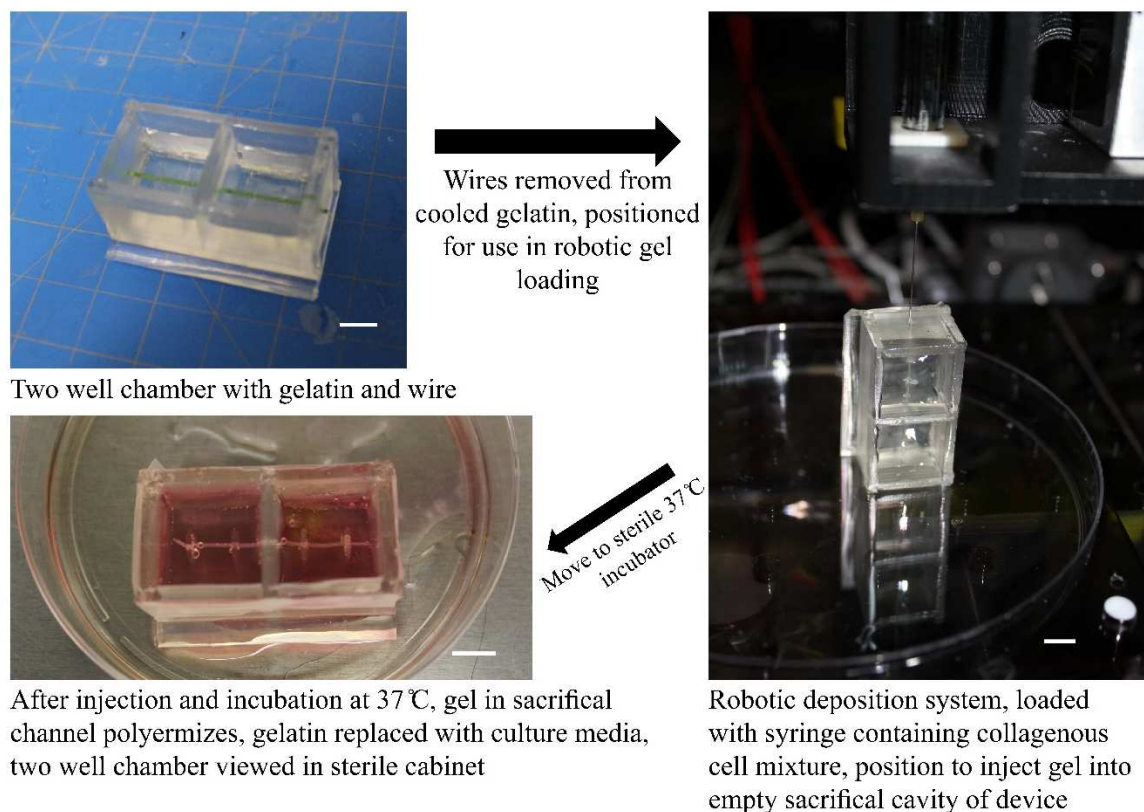 Wires removed from
cooled gelatin, positioned
for use in robotic gel
loading
Two well chamber with gelatin and wire
Move to sterile 37℃
incubator
After injection and incubation at 37℃, gel in sacrifical
channel polyermizes, gelatin replaced with culture media,
two well chamber viewed in sterile cabinet
Robotic deposition system, loaded
with syringe containing collagenous
cell mixture, position to inject gel into
empty sacrifical cavity of device